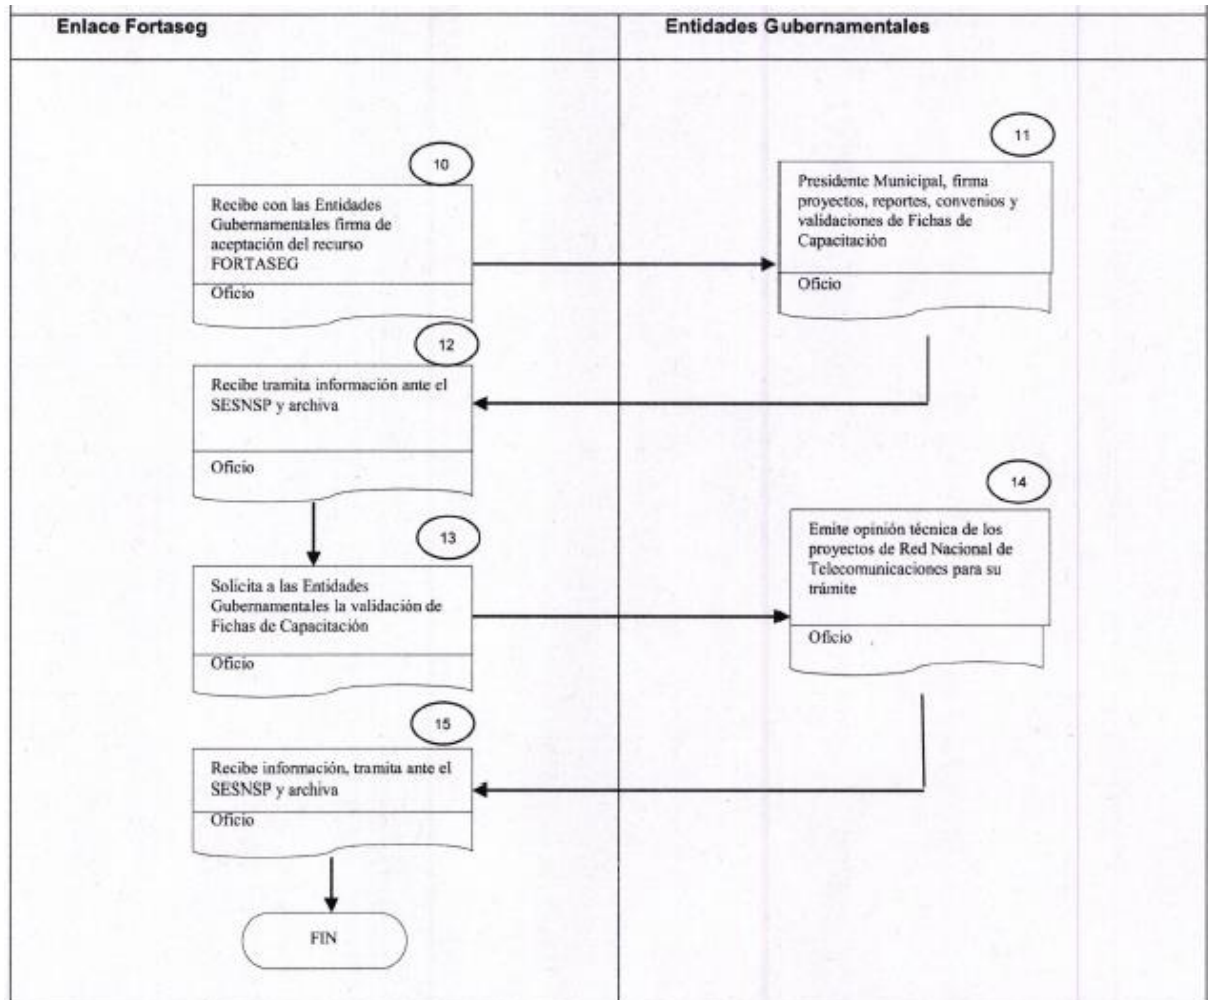 Enlace Fortaseg
Entidades Gubernamentales
10
Recibe con las Entidades
Gubernamentales firma de
aceptación del recurso
FORTASEG
Oficio
11
Presidente Municipal, firma
proyectos, reportes, convenios y
validaciones de Fichas de
Capacitación
Oficio
12
Recibe tramita información ante el
SESNSP y archiva
Oficio
13
Solicita a las Entidades
Gubernamentales la validación de
Fichas de Capacitación
Oficio
14
Emite opinión técnica de los
proyectos de Red Nacional de
Telecomunicaciones para su
trámite
Oficio
15
Recibe información, tramita ante el
SESNSP y archiva
Oficio
FIN